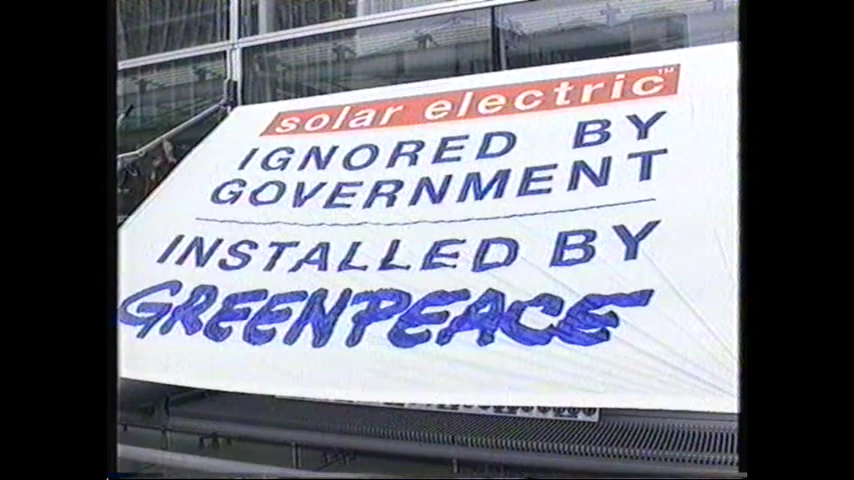 solar electric™
IGNORED BY
GOVERNMENT
INSTALLED BY
GREENPEACE